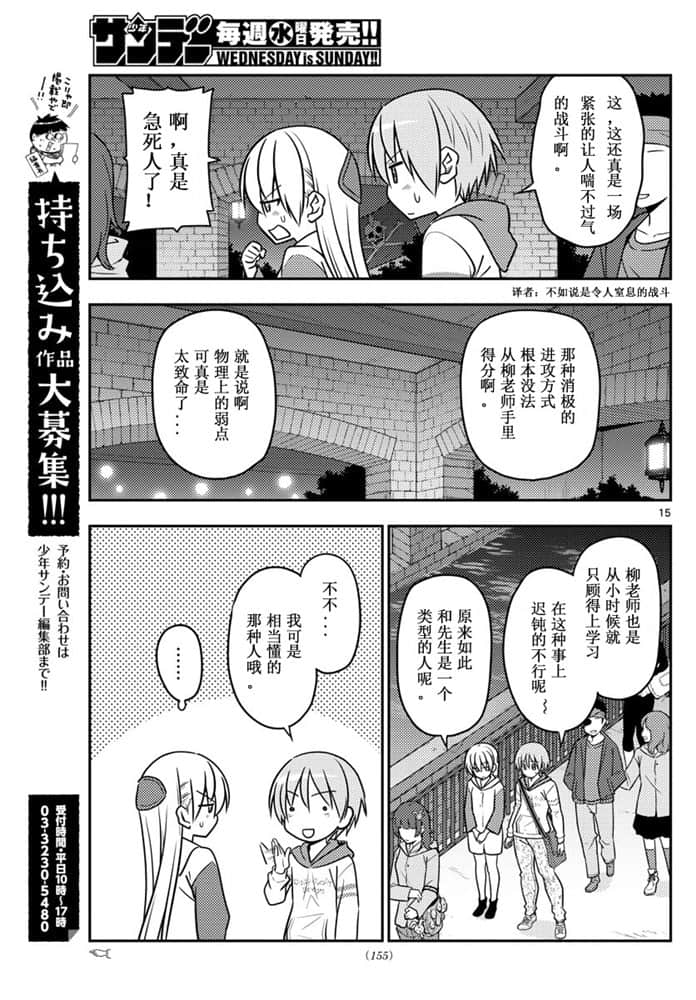 少年サンデー
毎週水曜日発売!!
WEDNESDAY is SUNDAY!!
这,这还真是一场
紧张的让人喘不过气
的战斗啊。
啊,真是
急死人了!
译者:不如说是令人窒息的战斗
那种消极的
进攻方式
根本没法
从柳老师手里
得分啊。
就是说啊
物理上的弱点
可真是
太致命了...
15
柳老师也是
从小时候就
只顾得上学习
在这种事上
迟钝的不行呢~
原来如此
和先生是一个
类型的人呢。
不不...
我可是
相当懂的
那种人哦。
......
(155)
持ち込み作品大募集!!!
予約・お問い合わせは
少年サンデー編集部まで!!
受付時間・平日10時~17時
03-3230-5480